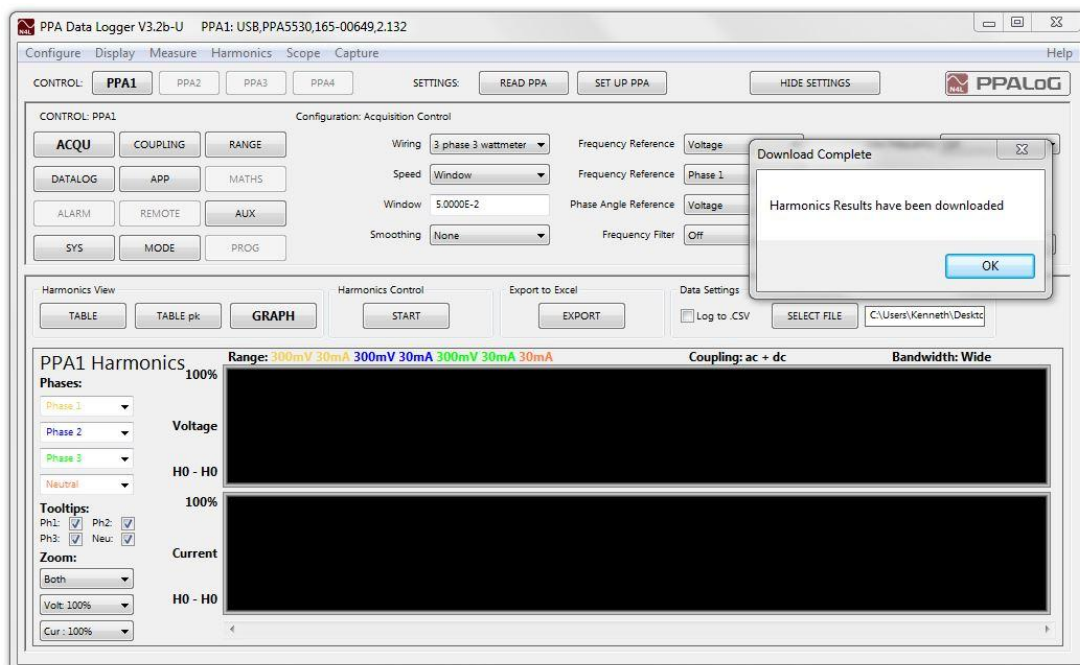 PPA Data Logger V3.2b-U PPA1: USB,PPA5530,165-00649,2.132
Configure Display Measure Harmonics Scope Capture Help
CONTROL: PPA1 PPA2 PPA3 PPA4 SETTINGS: READ PPA SET UP PPA HIDE SETTINGS N4L PPALoG
CONTROL: PPA1 Configuration: Acquisition Control
ACQU COUPLING RANGE Wiring 3 phase 3 wattmeter Frequency Reference Voltage
Download Complete
DATALOG APP MATHS Speed Window Frequency Reference Phase 1
Harmonics Results have been downloaded
ALARM REMOTE AUX Window 5.0000E-2 Phase Angle Reference Voltage
SYS MODE PROG Smoothing None Frequency Filter Off
OK
Harmonics View Harmonics Control Export to Excel Data Settings
TABLE TABLE pk GRAPH START EXPORT Log to .CSV SELECT FILE C:\Users\Kenneth\Desktc
PPA1 Harmonics Range: 300mV 30mA 300mV 30mA 300mV 30mA 30mA Coupling: ac + dc Bandwidth: Wide
100%
Phases:
Phase 1
Phase 2 Voltage
Phase 3
H0 - H0
Neutral
100%
Tooltips:
Ph1: Ph2:
Ph3: Neu:
Zoom: Current
Both
Volt: 100% H0 - H0
Cur : 100%